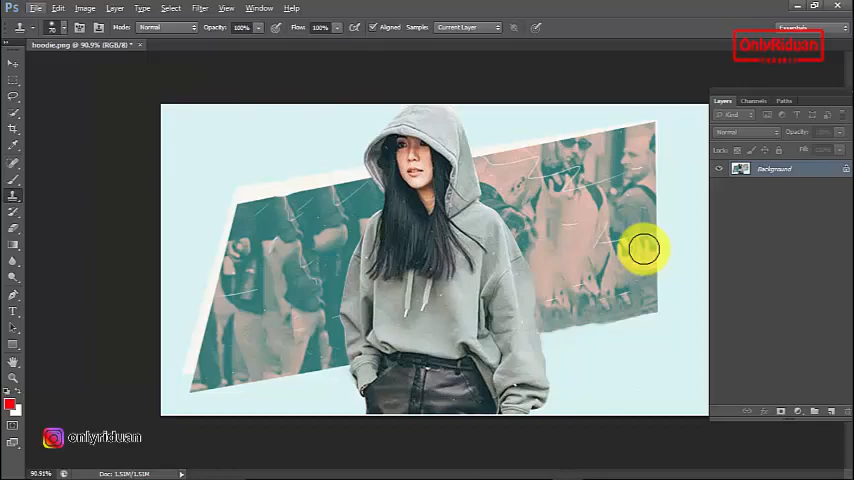 Ps File Edit Image Layer Type Select Filter View Window Help
70 Mode: Normal Opacity: 100% Flow: 100% Aligned Samples: Current Layer Essentials
OnlyRiduan
hoodie.png @ 90.9% (RGB/8) * ×
Layers Channels Paths
Kind
Normal Opacity:
Lock: Fill:
Background
onlyriduan
90.91% Doc: 1.51M/1.51M